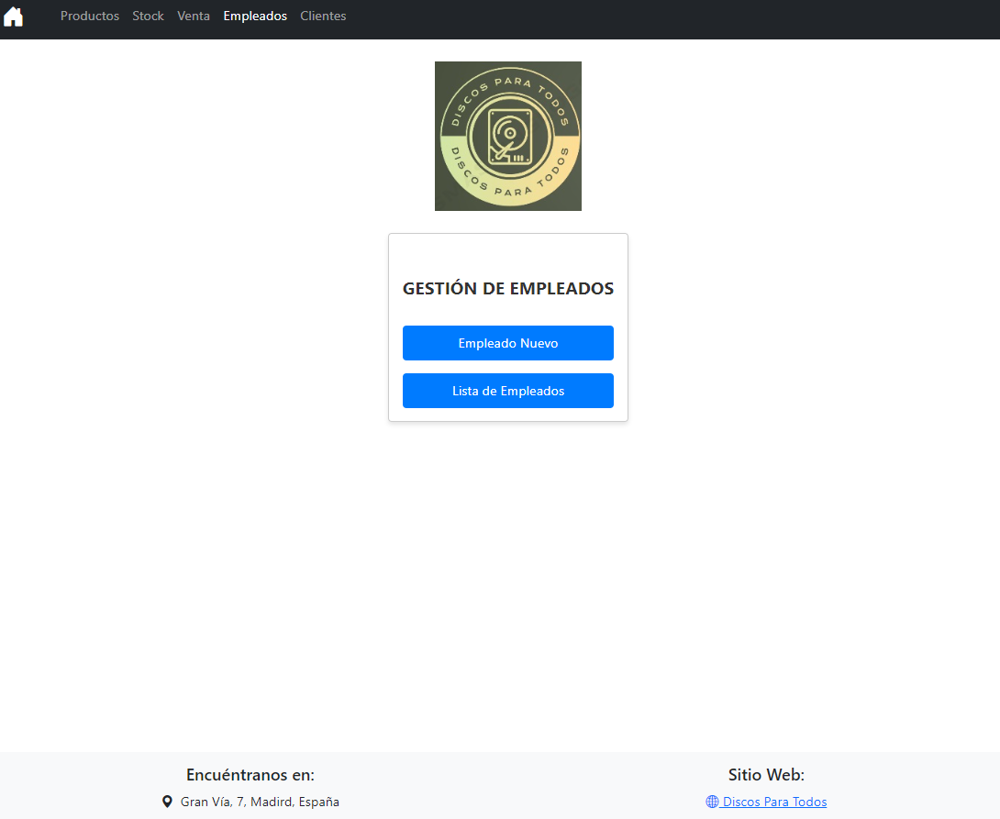 Productos Stock Venta Empleados Clientes
DISCOS PARA TODOS
DISCOS PARA TODOS
GESTIÓN DE EMPLEADOS
Empleado Nuevo
Lista de Empleados
Encuéntranos en:
Gran Vía, 7, Madird, España
Sitio Web:
Discos Para Todos